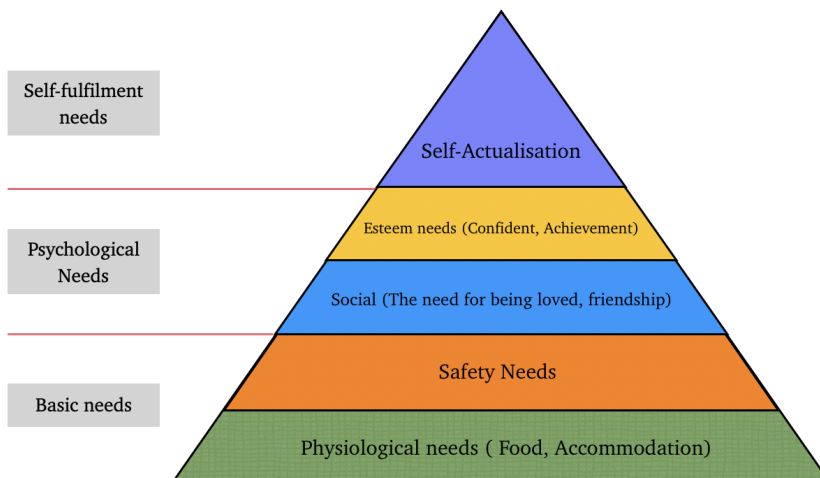 Self-fulfilment
needs
Self-Actualisation
Esteem needs (Confident, Achievement)
Psychological
Needs
Social (The need for being loved, friendship)
Safety Needs
Basic needs
Physiological needs ( Food, Accommodation)